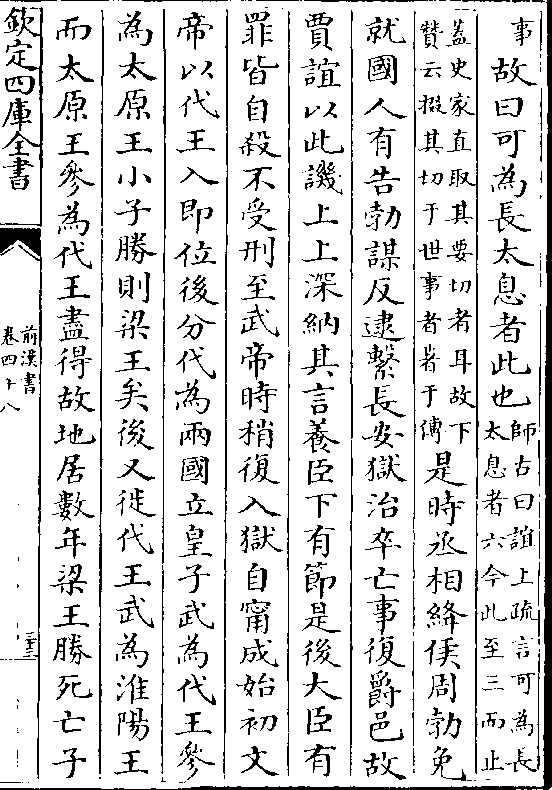 事故曰可為長太息者此也師古曰誼上疏言可為長太息者六今此至三而止
蓋史家直取其要切者耳故下贊云掇其切于世事者著于傳是時丞相絳侯周勃免
就國人有告勃謀反逮繫長安獄治卒亡事復爵邑故
賈誼以此譏上上深納其言養臣下有節是後大臣有
罪皆自殺不受刑至武帝時稍復入獄自甯成始初文
帝以代王入即位後分代為兩國立皇子武為代王參
為太原王小子勝則梁王矣後又徙代王武為淮陽王
而太原王參為代王盡得故地居數年梁王勝死亡子
欽定四庫全書
前漢書
卷四十八
三十三